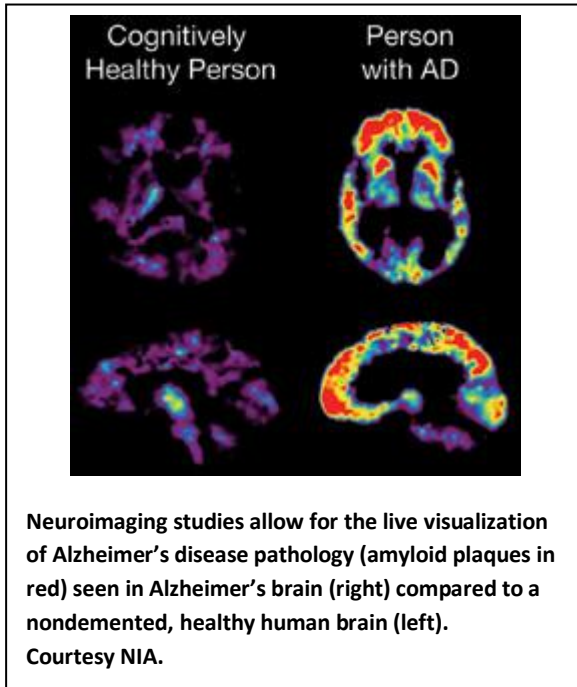 Cognitively Healthy Person
Person with AD
Neuroimaging studies allow for the live visualization
of Alzheimer’s disease pathology (amyloid plaques in
red) seen in Alzheimer’s brain (right) compared to a
nondemented, healthy human brain (left).
Courtesy NIA.